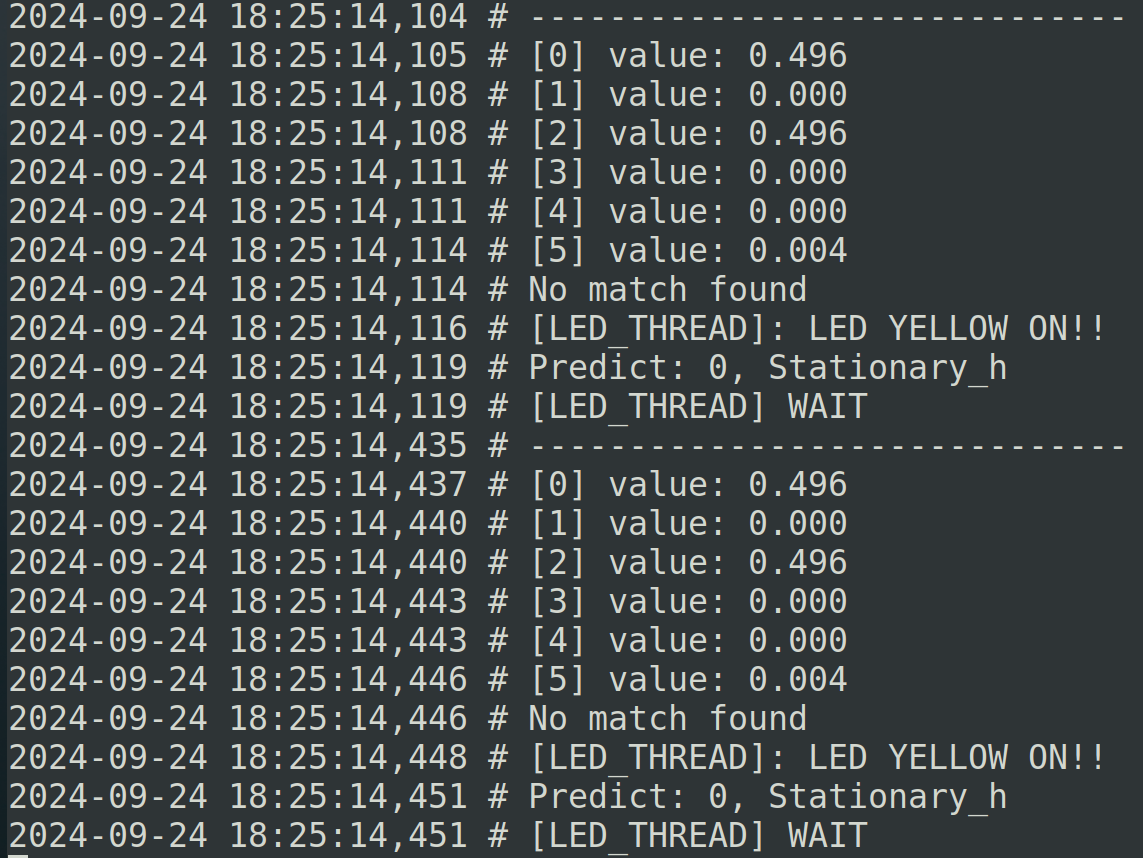 2024-09-24 18:25:14,104 # ------------------------------
2024-09-24 18:25:14,105 # [0] value: 0.496
2024-09-24 18:25:14,108 # [1] value: 0.000
2024-09-24 18:25:14,108 # [2] value: 0.496
2024-09-24 18:25:14,111 # [3] value: 0.000
2024-09-24 18:25:14,111 # [4] value: 0.000
2024-09-24 18:25:14,114 # [5] value: 0.004
2024-09-24 18:25:14,114 # No match found
2024-09-24 18:25:14,116 # [LED_THREAD]: LED YELLOW ON!!
2024-09-24 18:25:14,119 # Predict: 0, Stationary_h
2024-09-24 18:25:14,119 # [LED_THREAD] WAIT
2024-09-24 18:25:14,435 # ------------------------------
2024-09-24 18:25:14,437 # [0] value: 0.496
2024-09-24 18:25:14,440 # [1] value: 0.000
2024-09-24 18:25:14,440 # [2] value: 0.496
2024-09-24 18:25:14,443 # [3] value: 0.000
2024-09-24 18:25:14,443 # [4] value: 0.000
2024-09-24 18:25:14,446 # [5] value: 0.004
2024-09-24 18:25:14,446 # No match found
2024-09-24 18:25:14,448 # [LED_THREAD]: LED YELLOW ON!!
2024-09-24 18:25:14,451 # Predict: 0, Stationary_h
2024-09-24 18:25:14,451 # [LED_THREAD] WAIT